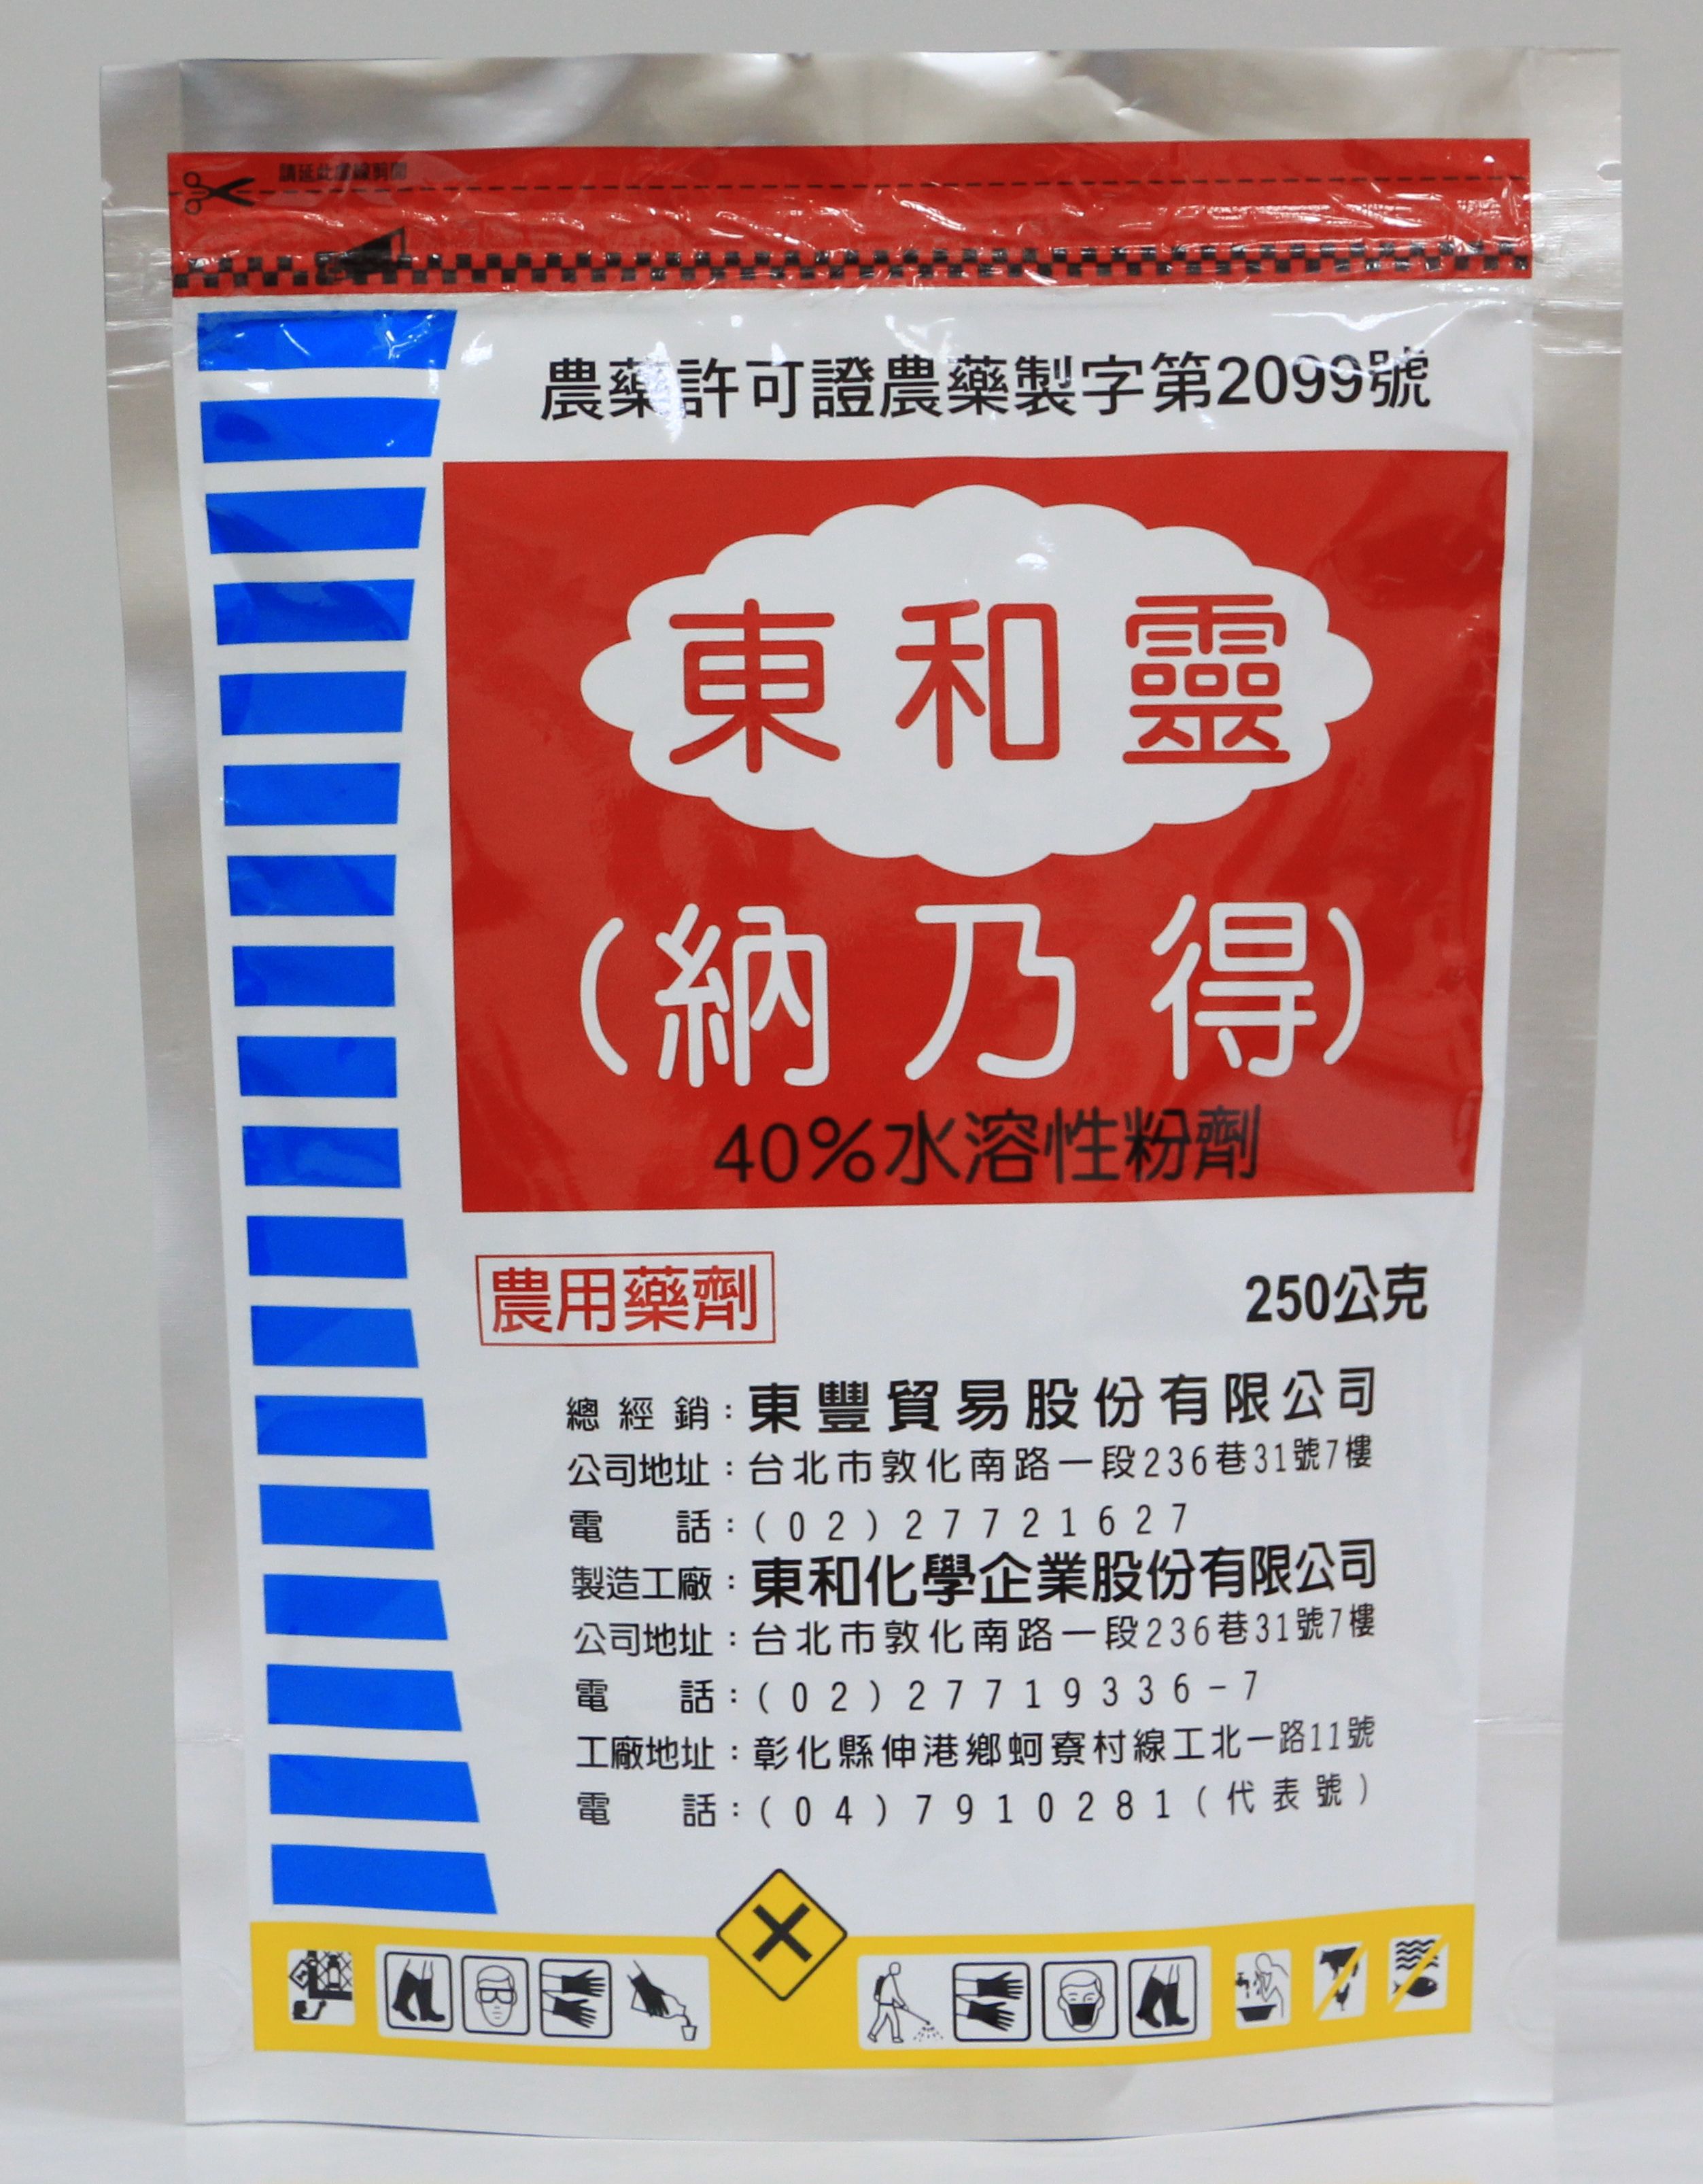 請延此虛線剪開
農藥許可證農藥製字第2099號
東和靈
(納乃得)
40%水溶性粉劑
農用藥劑
250公克
總經銷:東豐貿易股份有限公司
公司地址:台北市敦化南路一段236巷31號7樓
電話:(02)27721627
製造工廠:東和化學企業股份有限公司
公司地址:台北市敦化南路一段236巷31號7樓
電話:(02)27719336-7
工廠地址:彰化縣伸港鄉蚵寮村線工北一路11號
電話:(04)7910281(代表號)